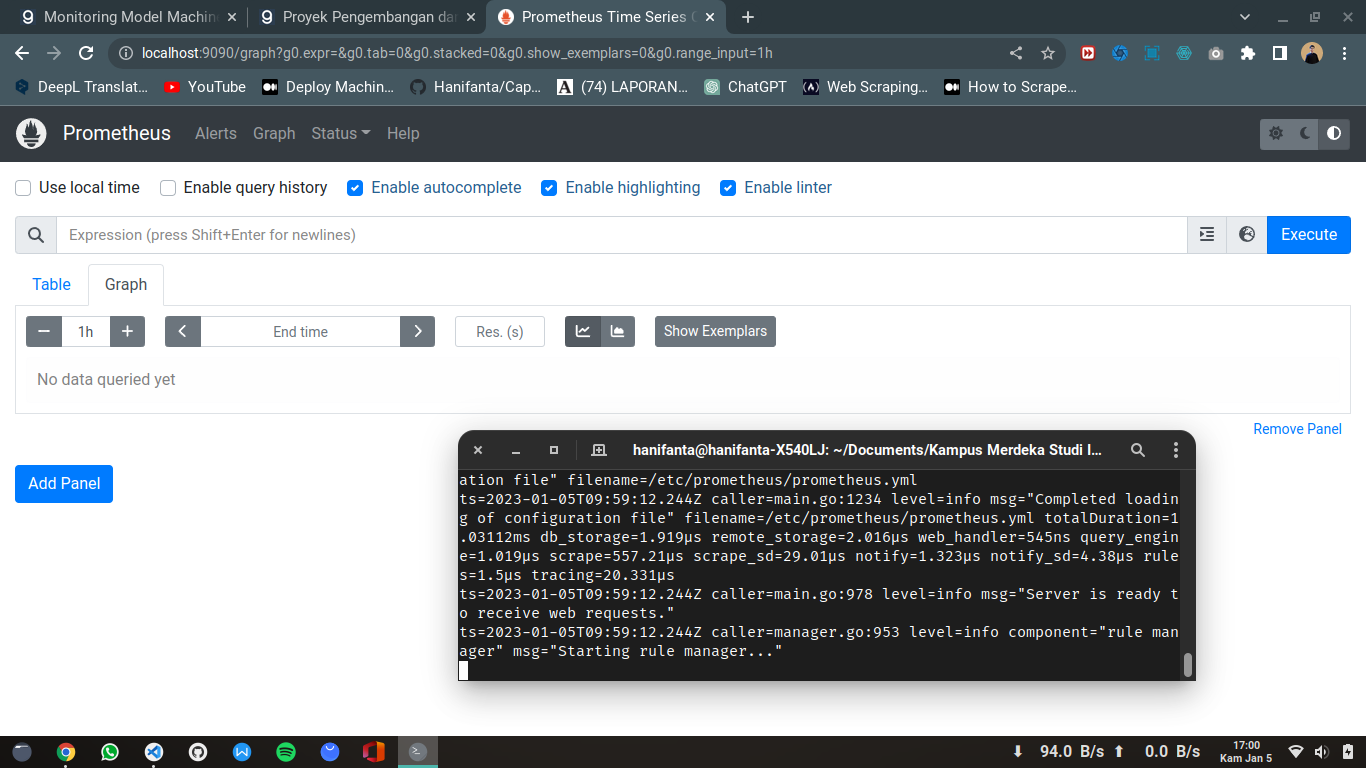 Monitoring Model Machin
Proyek Pengembangan da
Prometheus Time Series C
localhost:9090/graph?g0.expr=&g0.tab=0&g0.stacked=0&g0.show_exemplars=0&g0.range_input=1h
DeepL Translat...
YouTube
Deploy Machin...
Hanifanta/Cap...
(74) LAPORAN...
ChatGPT
Web Scraping...
How to Scrape...
Prometheus
Alerts
Graph
Status
Help
Use local time
Enable query history
Enable autocomplete
Enable highlighting
Enable linter
Expression (press Shift+Enter for newlines)
Execute
Table
Graph
1h
End time
Res. (s)
Show Exemplars
No data queried yet
Remove Panel
Add Panel
hanifanta@hanifanta-X540LJ: ~/Documents/Kampus Merdeka Studi I...
ation file" filename=/etc/prometheus/prometheus.yml
ts=2023-01-05T09:59:12.244Z caller=main.go:1234 level=info msg="Completed loadin
g of configuration file" filename=/etc/prometheus/prometheus.yml totalDuration=1
.03112ms db_storage=1.919µs remote_storage=2.016µs web_handler=545ns query_engin
e=1.019µs scrape=557.21µs scrape_sd=29.01µs notify=1.323µs notify_sd=4.38µs rule
s=1.5µs tracing=20.331µs
ts=2023-01-05T09:59:12.244Z caller=main.go:978 level=info msg="Server is ready t
o receive web requests."
ts=2023-01-05T09:59:12.244Z caller=manager.go:953 level=info component="rule man
ager" msg="Starting rule manager..."
94.0 B/s
0.0 B/s
17:00
Kam Jan 5